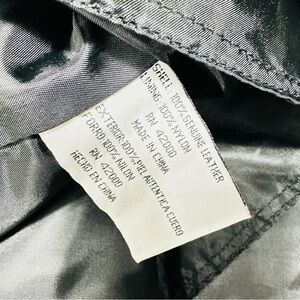 SHELL: 100% GENUINE LEATHER
LINING: 100% NYLON
RN 42000
MADE IN CHINA
EXTERIOR: 100% PIEL AUTENTICA CUERO
FORRO: 100% NILON
RN 42000
HECHO EN CHINA